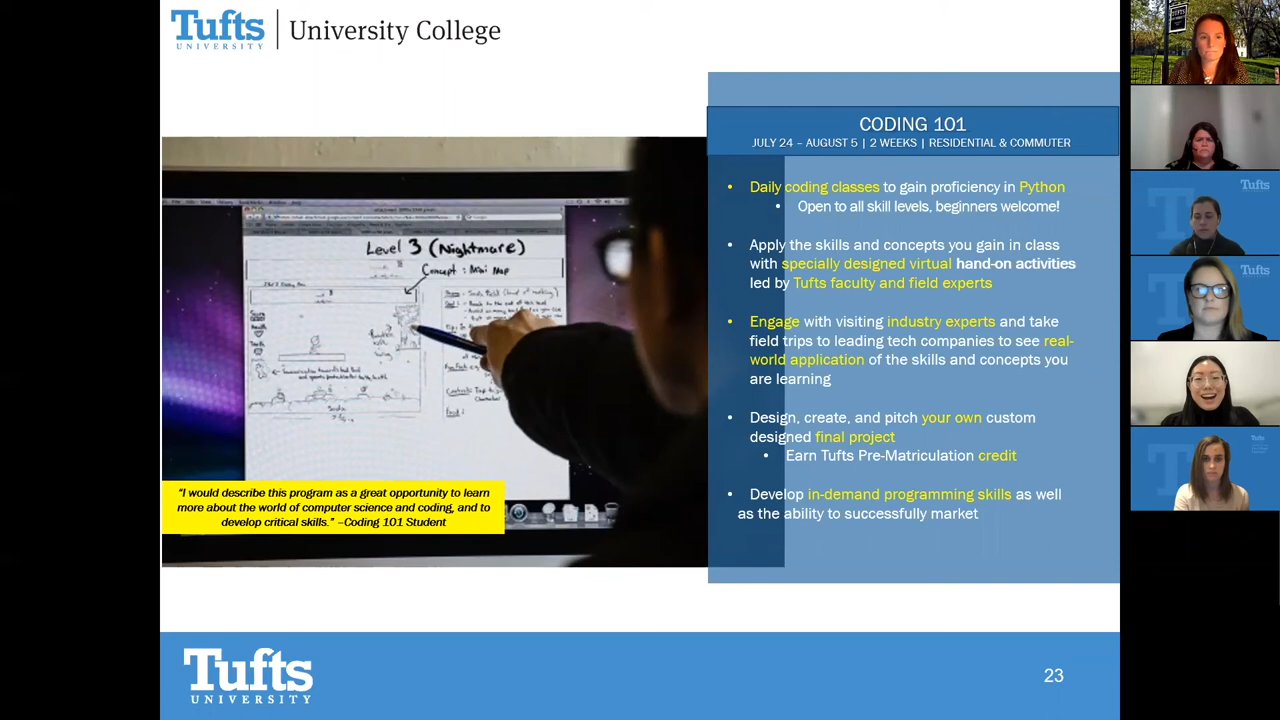 Tufts
UNIVERSITY
University College
CODING 101
JULY 24 – AUGUST 5 | 2 WEEKS | RESIDENTIAL & COMMUTER
• Daily coding classes to gain proficiency in Python
• Open to all skill levels, beginners welcome!
• Apply the skills and concepts you gain in class
with specially designed virtual hand-on activities
led by Tufts faculty and field experts
• Engage with visiting industry experts and take
field trips to leading tech companies to see real-
world application of the skills and concepts you
are learning
• Design, create, and pitch your own custom
designed final project
• Earn Tufts Pre-Matriculation credit
• Develop in-demand programming skills as well
as the ability to successfully market
Level 3 (Nightmare)
Concept: Mini Map
“I would describe this program as a great opportunity to learn
more about the world of computer science and coding, and to
develop critical skills.” –Coding 101 Student
Tufts
UNIVERSITY
23
TUFTS
Tufts
Tufts
Tufts